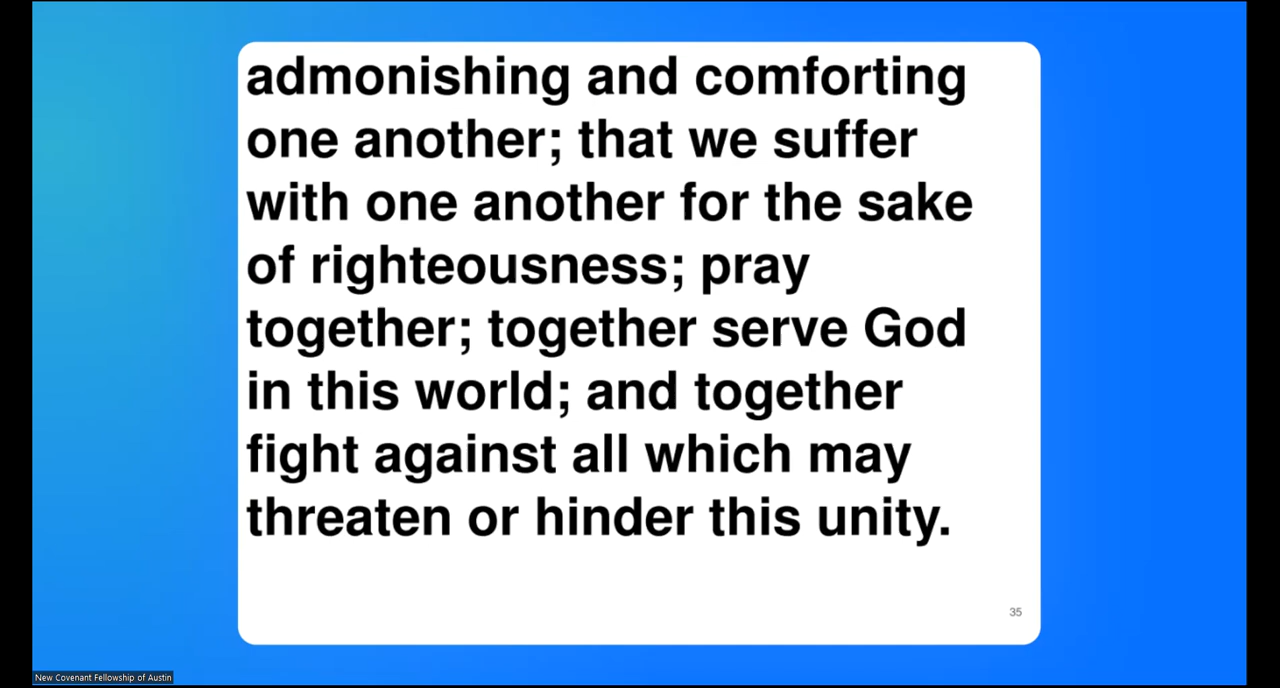 admonishing and comforting
one another; that we suffer
with one another for the sake
of righteousness; pray
together; together serve God
in this world; and together
fight against all which may
threaten or hinder this unity.
35
New Covenant Fellowship of Austin